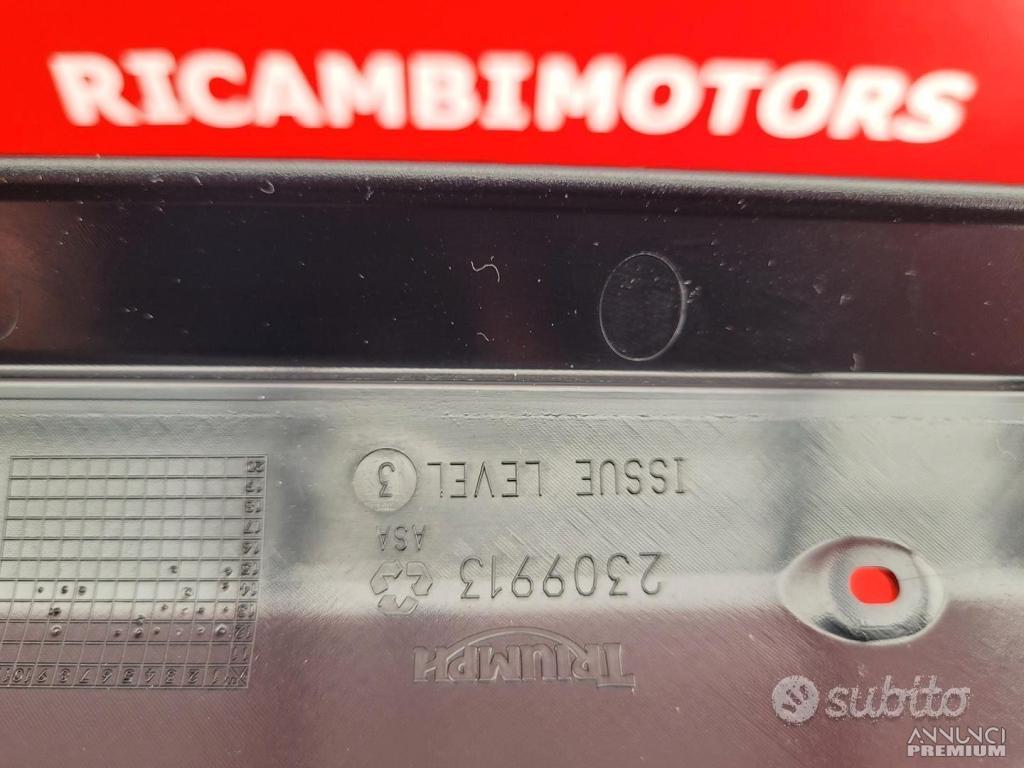 RICAMBIMOTORS
TRIUMPH
2309913
ASA
ISSUE LEVEL 3
subito
ANNUNCI
PREMIUM